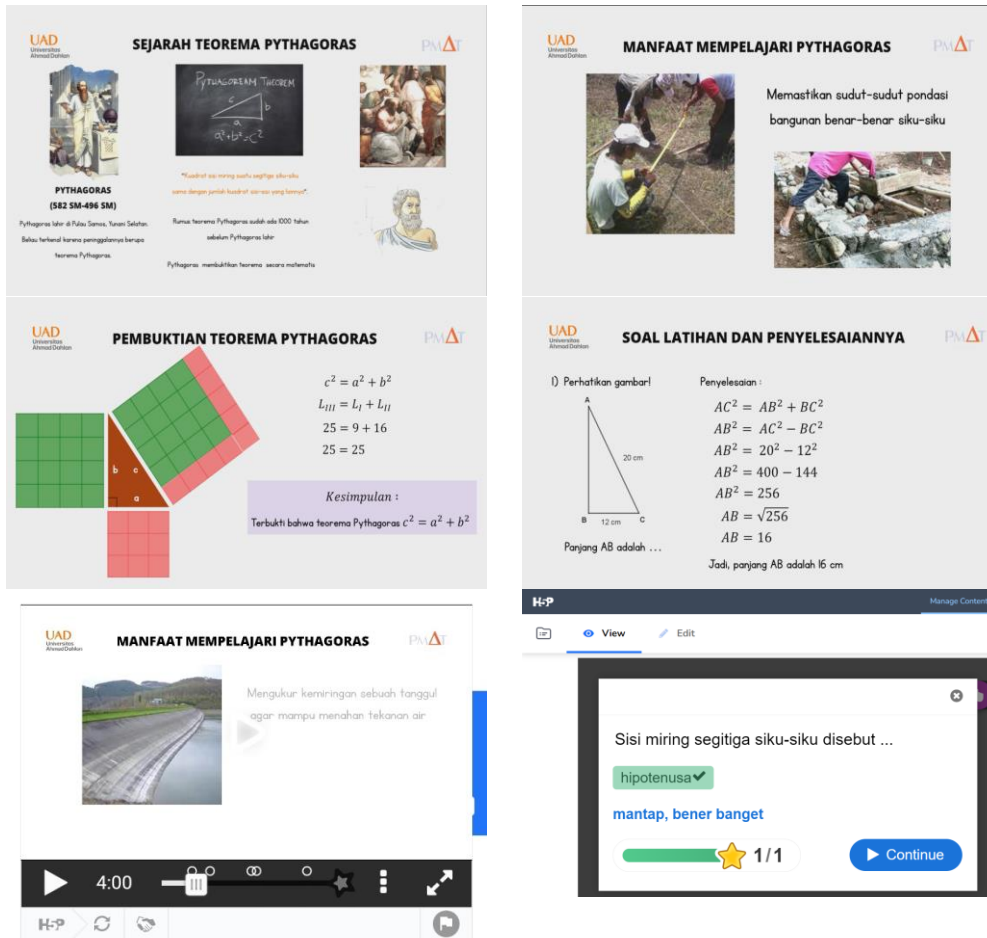 UAD
Universitas
Ahmad Dahlan
SEJARAH TEOREMA PYTHAGORAS
PMAT
PYTHAGOREAN THEOREM
c
b
a
a²+b²=c²
PYTHAGORAS
(582 SM-496 SM)
Pythagoras lahir di Pulau Samos, Yunani Selatan.
Beliau terkenal karena peninggalannya berupa
teorema Pythagoras.
"Kuadrat sisi miring suatu segitiga siku-siku
sama dengan jumlah kuadrat sisi-sisi yang lainnya".
Rumus teorema Pythagoras sudah ada 1000 tahun
sebelum Pythagoras lahir
Pythagoras membuktikan teorema secara matematis
UAD
Universitas
Ahmad Dahlan
MANFAAT MEMPELAJARI PYTHAGORAS
PMAT
Memastikan sudut-sudut pondasi
bangunan benar-benar siku-siku
UAD
Universitas
Ahmad Dahlan
PEMBUKTIAN TEOREMA PYTHAGORAS
PMAT
b c
a
c² = a² + b²
L_III = L_I + L_II
25 = 9 + 16
25 = 25
Kesimpulan :
Terbukti bahwa teorema Pythagoras c² = a² + b²
UAD
Universitas
Ahmad Dahlan
SOAL LATIHAN DAN PENYELESAIANNYA
PMAT
1) Perhatikan gambar!
A
20 cm
B 12 cm C
Panjang AB adalah ...
Penyelesaian :
AC² = AB² + BC²
AB² = AC² − BC²
AB² = 20² − 12²
AB² = 400 − 144
AB² = 256
AB = √256
AB = 16
Jadi, panjang AB adalah 16 cm
UAD
Universitas
Ahmad Dahlan
MANFAAT MEMPELAJARI PYTHAGORAS
PMAT
Mengukur kemiringan sebuah tanggul
agar mampu menahan tekanan air
4:00
H5P
H5P
Manage Content
View Edit
Sisi miring segitiga siku-siku disebut ...
hipotenusa
mantap, bener banget
1/1
Continue